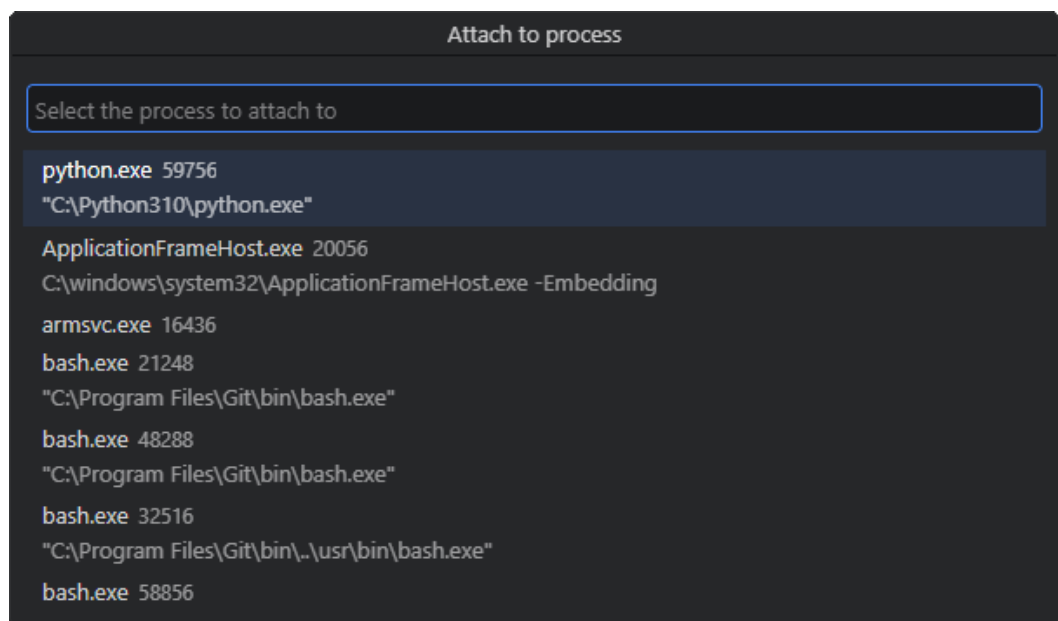 Attach to process
Select the process to attach to
python.exe 59756
"C:\Python310\python.exe"
ApplicationFrameHost.exe 20056
C:\windows\system32\ApplicationFrameHost.exe -Embedding
armsvc.exe 16436
bash.exe 21248
"C:\Program Files\Git\bin\bash.exe"
bash.exe 48288
"C:\Program Files\Git\bin\bash.exe"
bash.exe 32516
"C:\Program Files\Git\bin\..\usr\bin\bash.exe"
bash.exe 58856